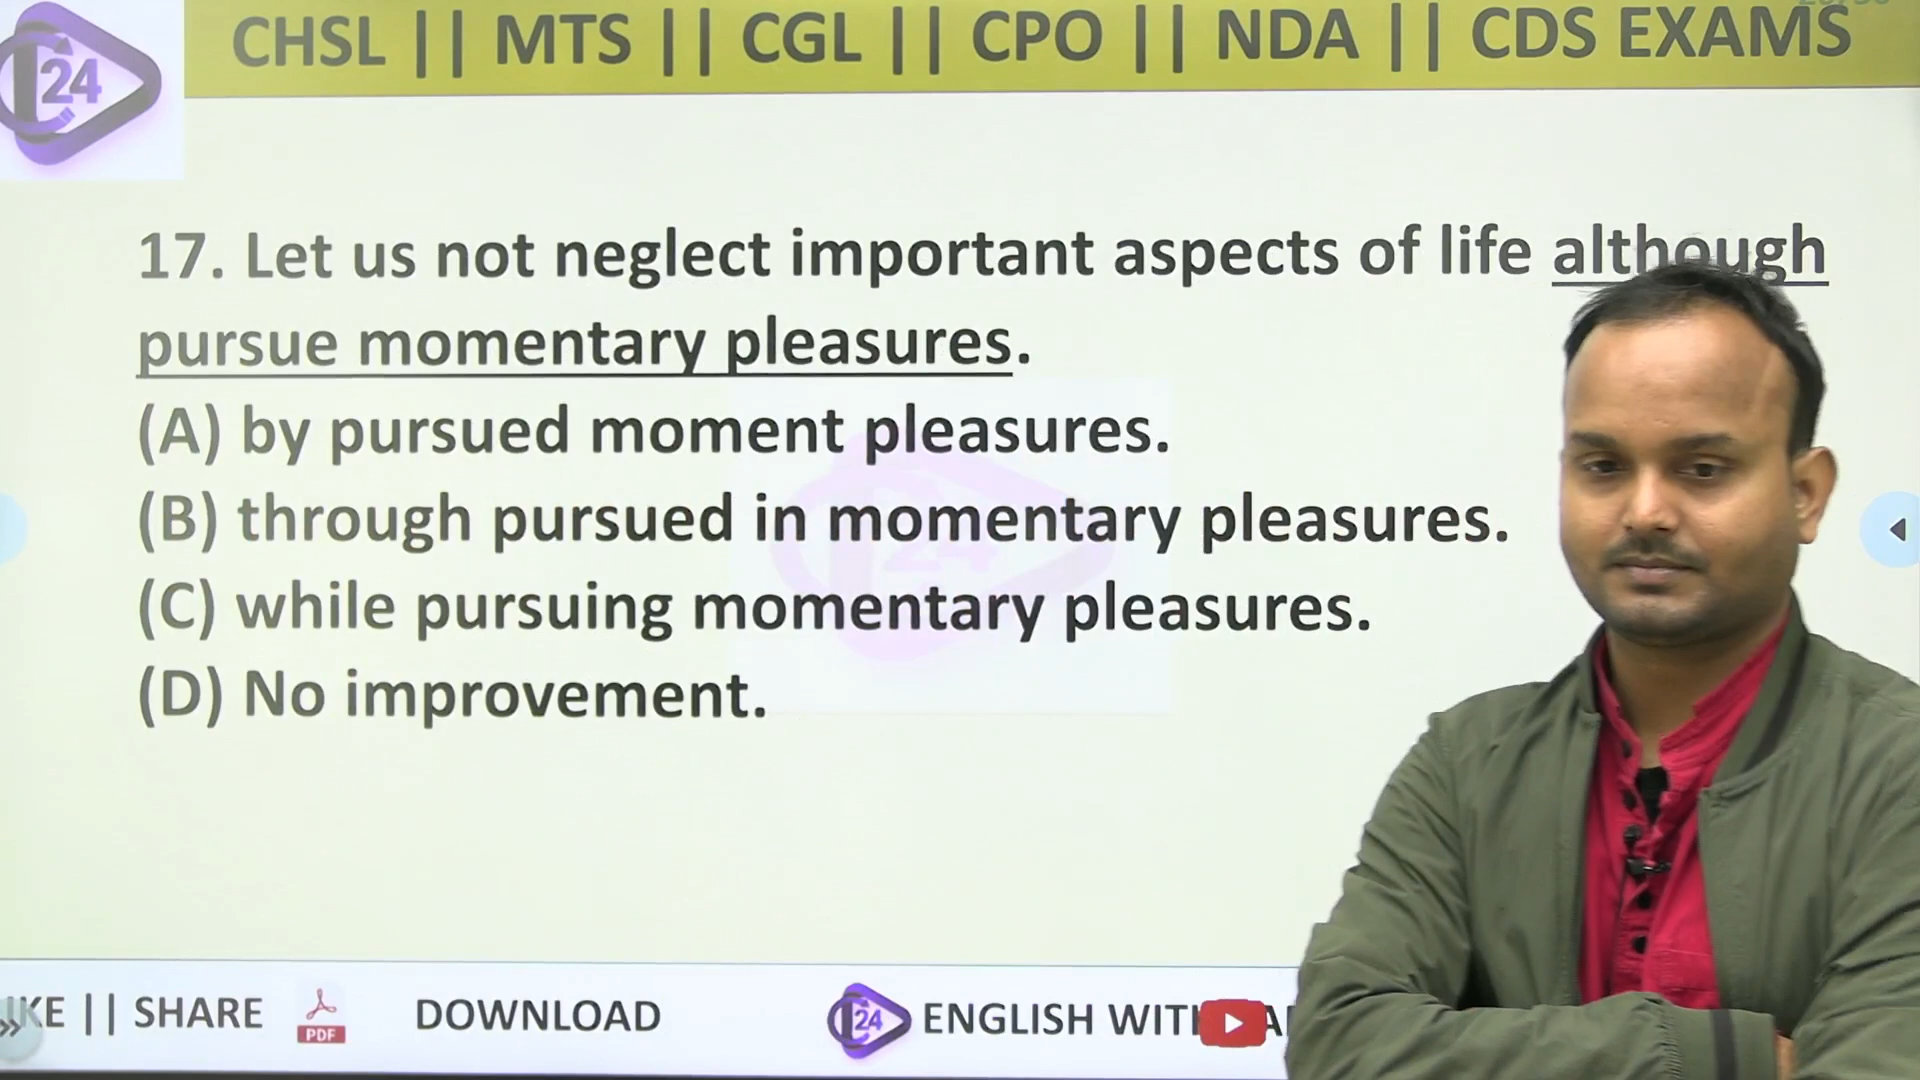 CHSL || MTS || CGL || CPO || NDA || CDS EXAMS
24
17. Let us not neglect important aspects of life although
pursue momentary pleasures.
(A) by pursued moment pleasures.
(B) through pursued in momentary pleasures.
(C) while pursuing momentary pleasures.
(D) No improvement.
24
|| SHARE PDF DOWNLOAD 24 ENGLISH